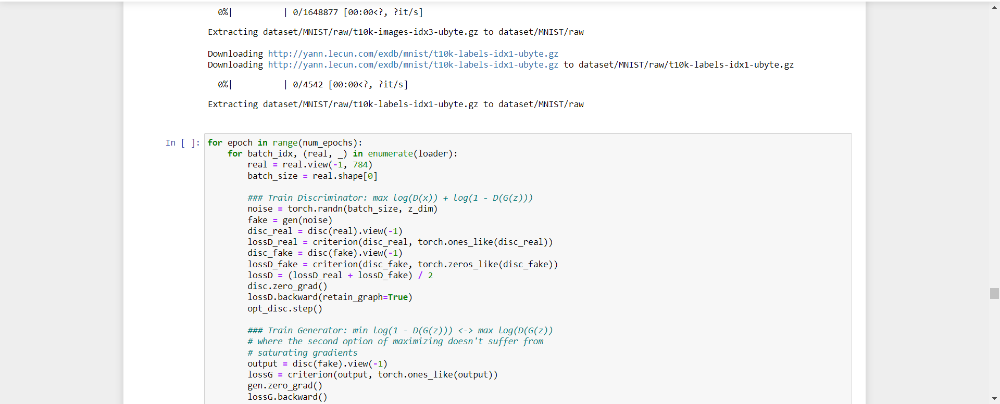 0%|          | 0/1648877 [00:00<?, ?it/s]
Extracting dataset/MNIST/raw/t10k-images-idx3-ubyte.gz to dataset/MNIST/raw
Downloading http://yann.lecun.com/exdb/mnist/t10k-labels-idx1-ubyte.gz
Downloading http://yann.lecun.com/exdb/mnist/t10k-labels-idx1-ubyte.gz to dataset/MNIST/raw/t10k-labels-idx1-ubyte.gz
0%|          | 0/4542 [00:00<?, ?it/s]
Extracting dataset/MNIST/raw/t10k-labels-idx1-ubyte.gz to dataset/MNIST/raw
In [ ]: for epoch in range(num_epochs):
    for batch_idx, (real, _) in enumerate(loader):
        real = real.view(-1, 784)
        batch_size = real.shape[0]
        ### Train Discriminator: max log(D(x)) + log(1 - D(G(z)))
        noise = torch.randn(batch_size, z_dim)
        fake = gen(noise)
        disc_real = disc(real).view(-1)
        lossD_real = criterion(disc_real, torch.ones_like(disc_real))
        disc_fake = disc(fake).view(-1)
        lossD_fake = criterion(disc_fake, torch.zeros_like(disc_fake))
        lossD = (lossD_real + lossD_fake) / 2
        disc.zero_grad()
        lossD.backward(retain_graph=True)
        opt_disc.step()
        ### Train Generator: min log(1 - D(G(z))) <-> max log(D(G(z))
        # where the second option of maximizing doesn't suffer from
        # saturating gradients
        output = disc(fake).view(-1)
        lossG = criterion(output, torch.ones_like(output))
        gen.zero_grad()
        lossG.backward()